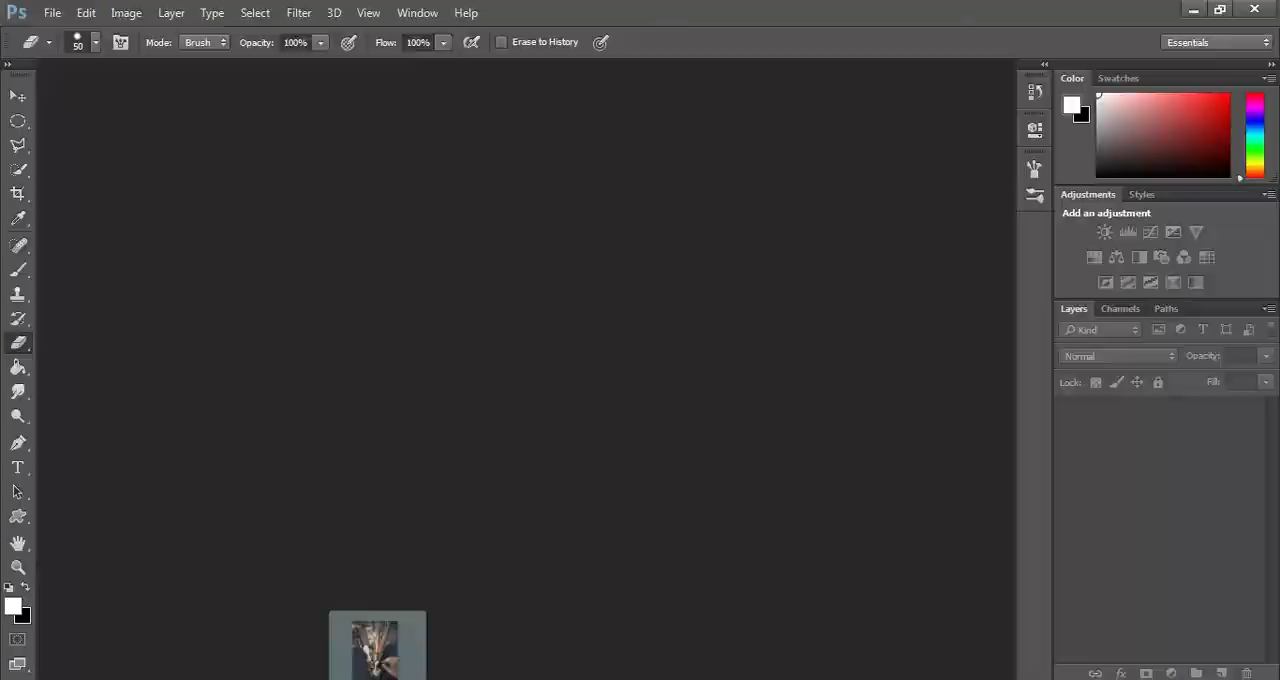 Ps File Edit Image Layer Type Select Filter 3D View Window Help
50 Mode: Brush Opacity: 100% Flow: 100% Erase to History Essentials
Color Swatches
Adjustments Styles
Add an adjustment
Layers Channels Paths
Kind T
Normal Opacity:
Lock: Fill:
T
fx